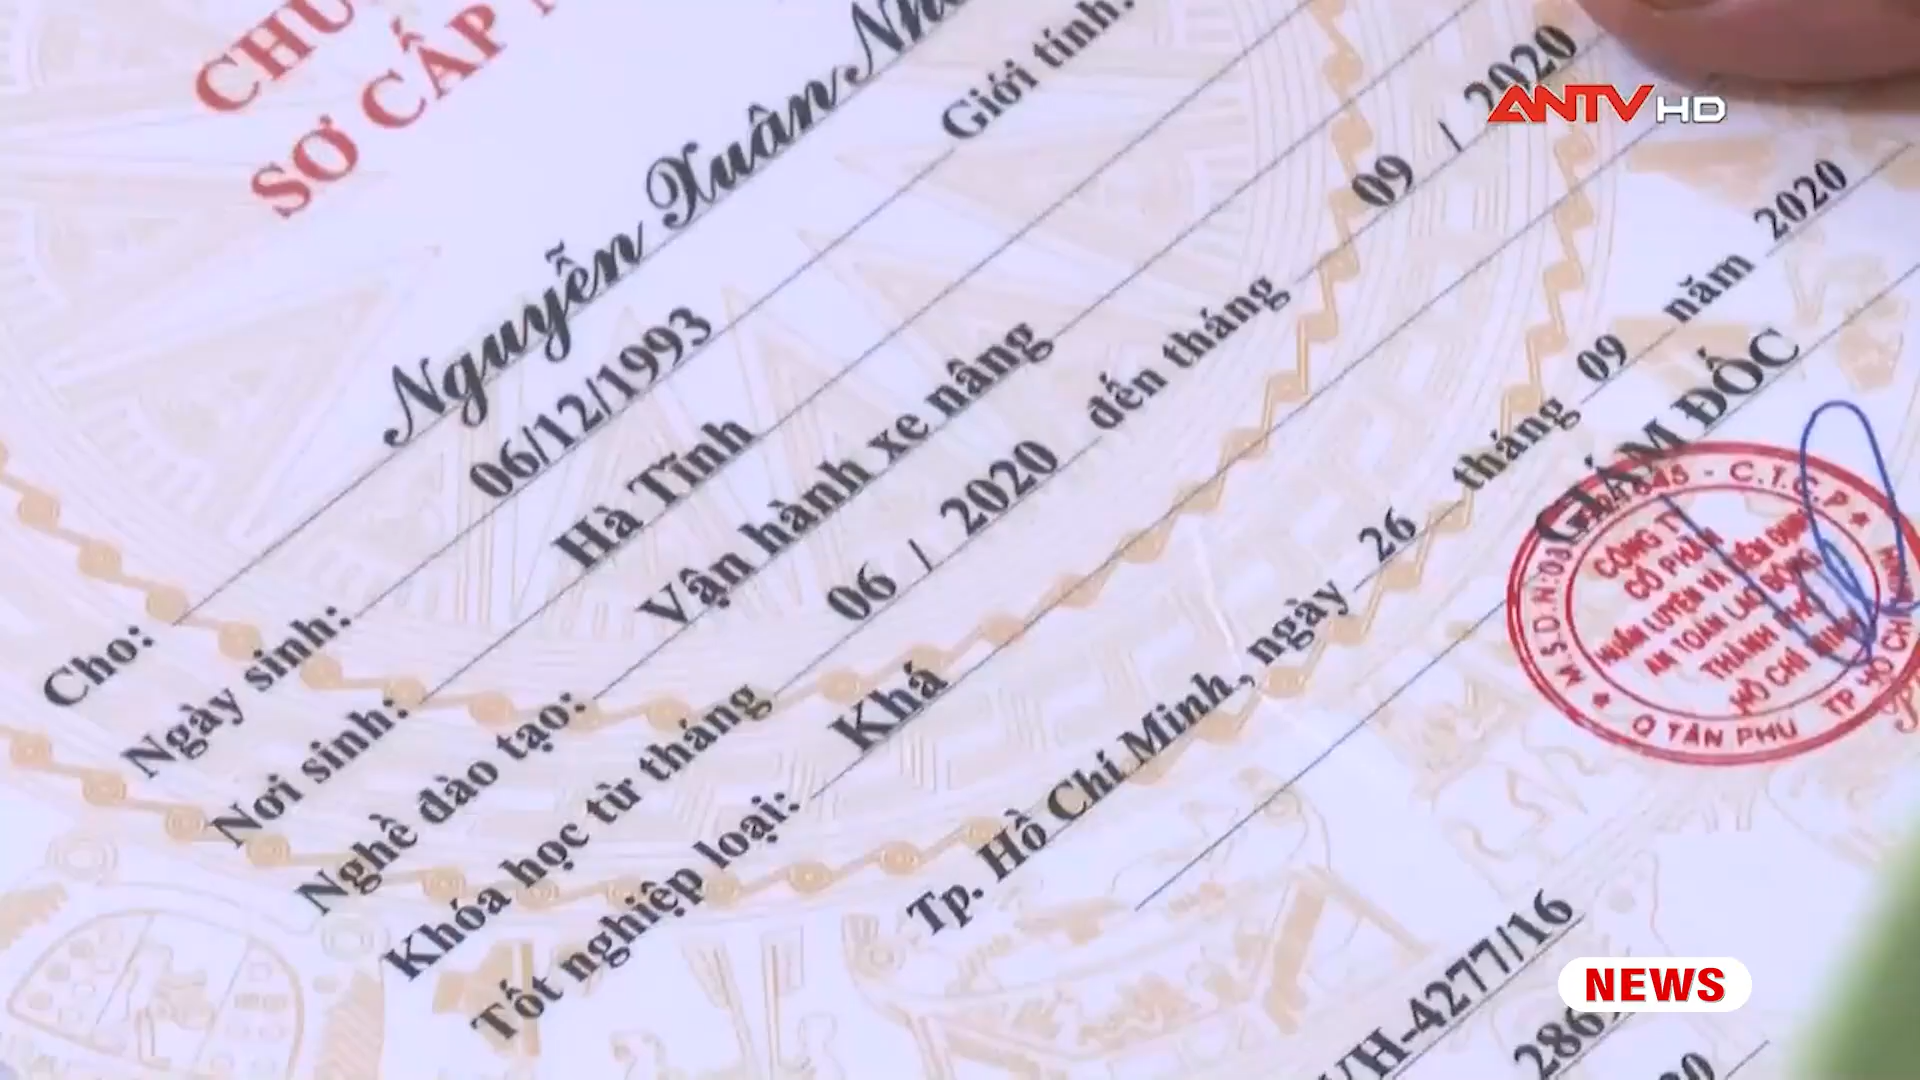 SƠ CẤP
Cho: Nguyễn Xuân
Giới tính:
Ngày sinh: 06/12/1993
Nơi sinh: Hà Tĩnh
Nghề đào tạo: Vận hành xe nâng
Khóa học từ tháng 06 / 2020 đến tháng 09 / 2020
Tốt nghiệp loại: Khá
Tp. Hồ Chí Minh, ngày 26 tháng 09 năm 2020
GIÁM ĐỐC
C.T.C.P
CÔNG TY
CỔ PHẦN
HUẤN LUYỆN VÀ KIỂM ĐỊNH
AN TOÀN LAO ĐỘNG
THÀNH PHỐ
HỒ CHÍ MINH
Q TÂN PHÚ TP HỒ CHÍ MINH
VH-4277/16
ANTV HD
NEWS